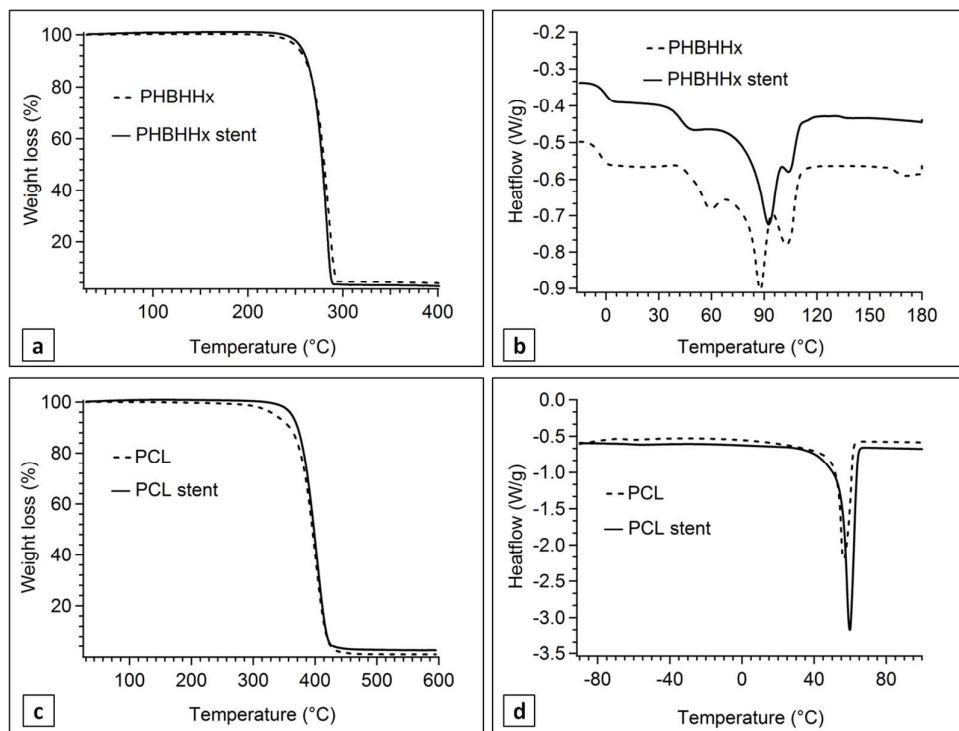 100
80
60
40
20
Weight loss (%)
PHBHHx
PHBHHx stent
100
200
300
400
Temperature (°C)
a
-0.2
-0.3
-0.4
-0.5
-0.6
-0.7
-0.8
-0.9
Heatflow (W/g)
PHBHHx
PHBHHx stent
0
30
60
90
120
150
180
Temperature (°C)
b
100
80
60
40
20
Weight loss (%)
PCL
PCL stent
100
200
300
400
500
600
Temperature (°C)
c
0.0
-0.5
-1.0
-1.5
-2.0
-2.5
-3.0
-3.5
Heatflow (W/g)
PCL
PCL stent
-80
-40
0
40
80
Temperature (°C)
d